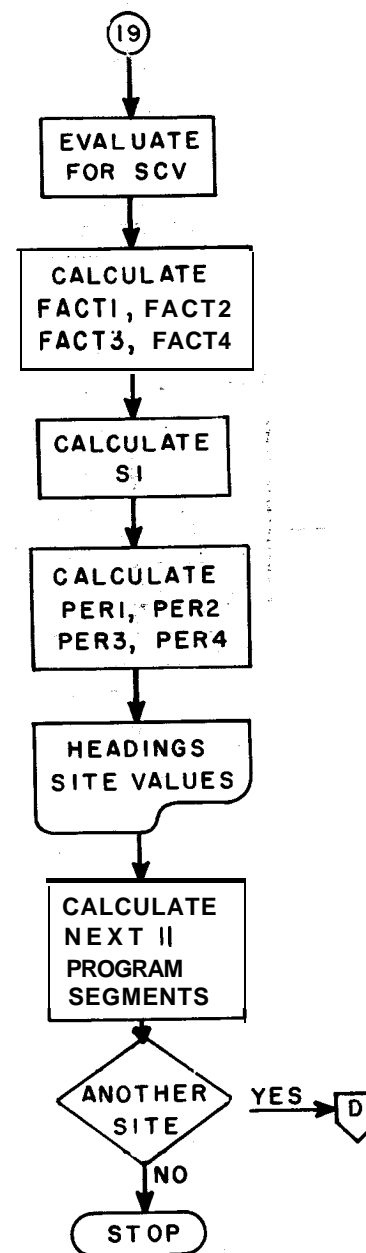 19
EVALUATE
FOR SCV
CALCULATE
FACT1, FACT2
FACT3, FACT4
CALCULATE
SI
CALCULATE
PER1, PER2
PER3, PER4
HEADINGS
SITE VALUES
CALCULATE
NEXT 11
PROGRAM
SEGMENTS
ANOTHER
SITE
YES
D
NO
STOP